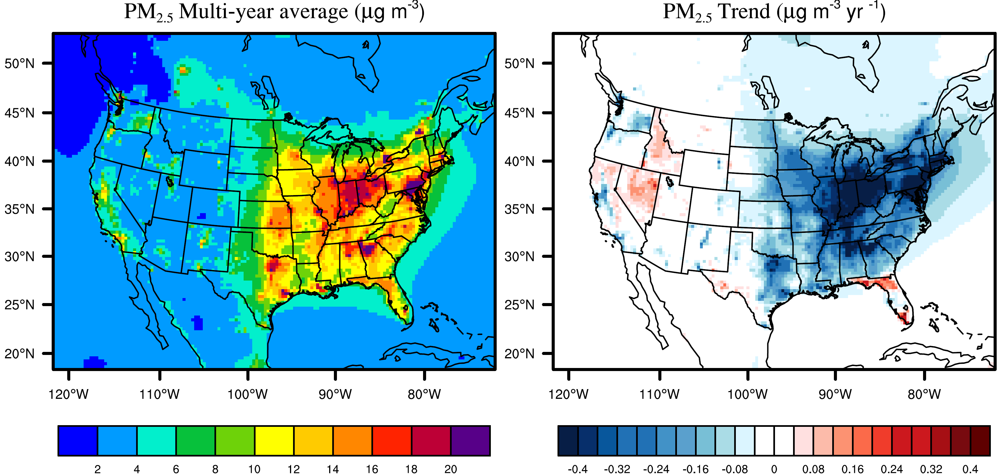 PM2.5 Multi-year average (µg m-3)
PM2.5 Trend (µg m-3 yr -1)
50°N
45°N
40°N
35°N
30°N
25°N
20°N
120°W 110°W 100°W 90°W 80°W
50°N
45°N
40°N
35°N
30°N
25°N
20°N
120°W 110°W 100°W 90°W 80°W
2 4 6 8 10 12 14 16 18 20
-0.4 -0.32 -0.24 -0.16 -0.08 0 0.08 0.16 0.24 0.32 0.4